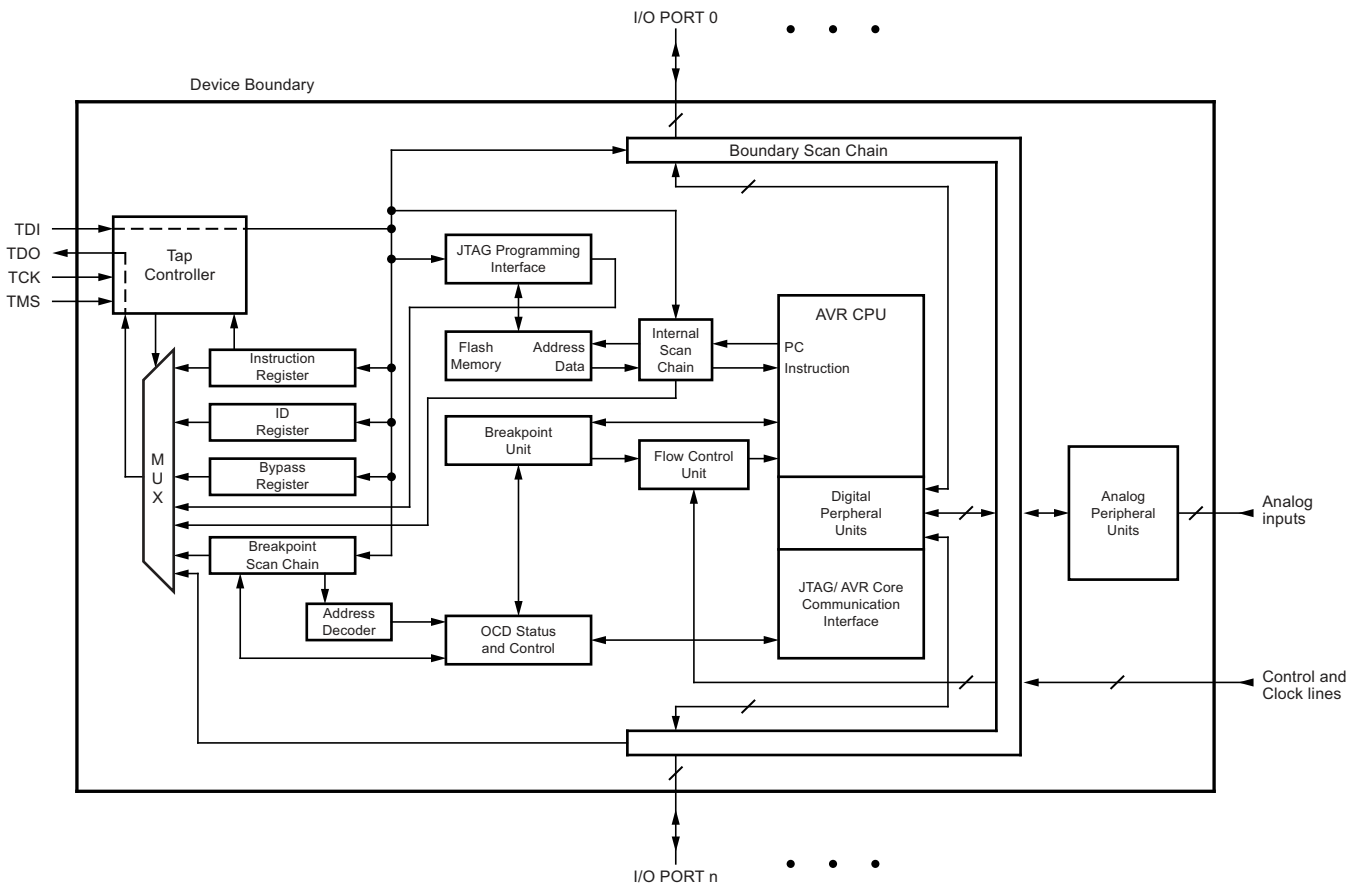 I/O PORT 0
Device Boundary
Boundary Scan Chain
TDI
TDO
TCK
TMS
Tap
Controller
JTAG Programming
Interface
AVR CPU
Flash
Memory
Address
Data
Internal
Scan
Chain
PC
Instruction
Instruction
Register
ID
Register
Breakpoint
Unit
Flow Control
Unit
MUX
Bypass
Register
Digital
Perpheral
Units
Analog
Peripheral
Units
Analog
inputs
Breakpoint
Scan Chain
JTAG/ AVR Core
Communication
Interface
Address
Decoder
OCD Status
and Control
Control and
Clock lines
I/O PORT n